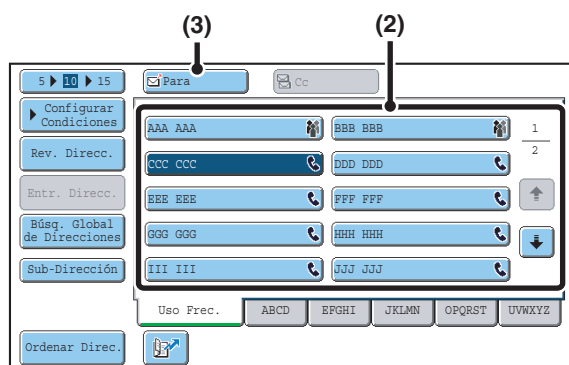 (3)
(2)
5 10 15
Para
Cc
Configurar
Condiciones
AAA AAA
BBB BBB
1
2
Rev. Direcc.
CCC CCC
DDD DDD
Entr. Direcc.
EEE EEE
FFF FFF
Búsq. Global
de Direcciones
GGG GGG
HHH HHH
Sub-Dirección
III III
JJJ JJJ
Uso Frec.
ABCD
EFGHI
JKLMN
OPQRST
UVWXYZ
Ordenar Direc.